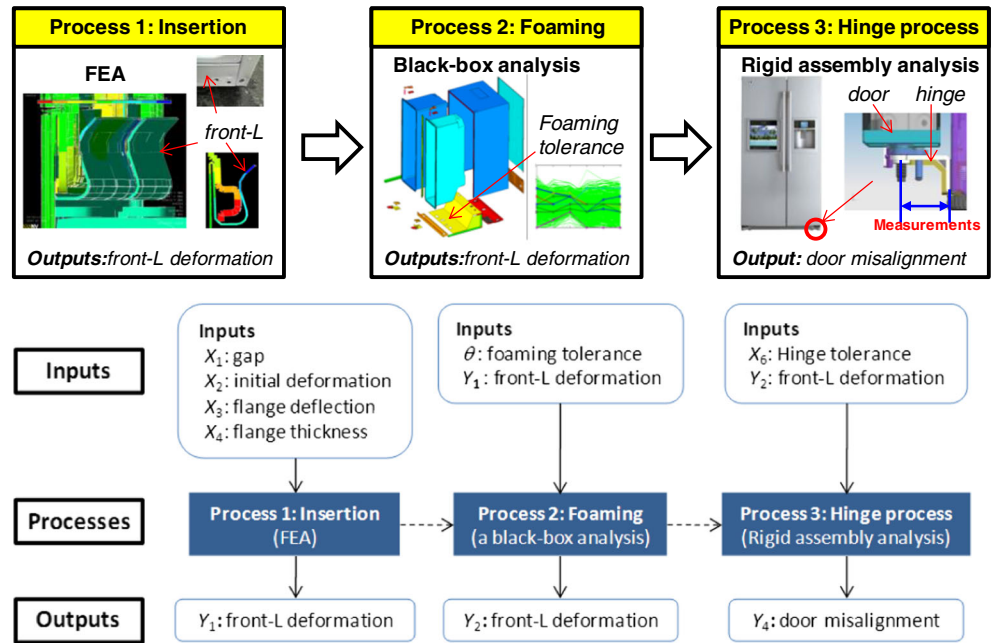 Process 1: Insertion
FEA
front-L
Outputs:front-L deformation
Process 2: Foaming
Black-box analysis
Foaming
tolerance
Outputs:front-L deformation
Process 3: Hinge process
Rigid assembly analysis
door
hinge
Measurements
Output: door misalignment
Inputs
Inputs
X1: gap
X2: initial deformation
X3: flange deflection
X4: flange thickness
Inputs
θ: foaming tolerance
Y1: front-L deformation
Inputs
X6: Hinge tolerance
Y2: front-L deformation
Processes
Process 1: Insertion
(FEA)
Process 2: Foaming
(a black-box analysis)
Process 3: Hinge process
(Rigid assembly analysis)
Outputs
Y1: front-L deformation
Y2: front-L deformation
Y4: door misalignment